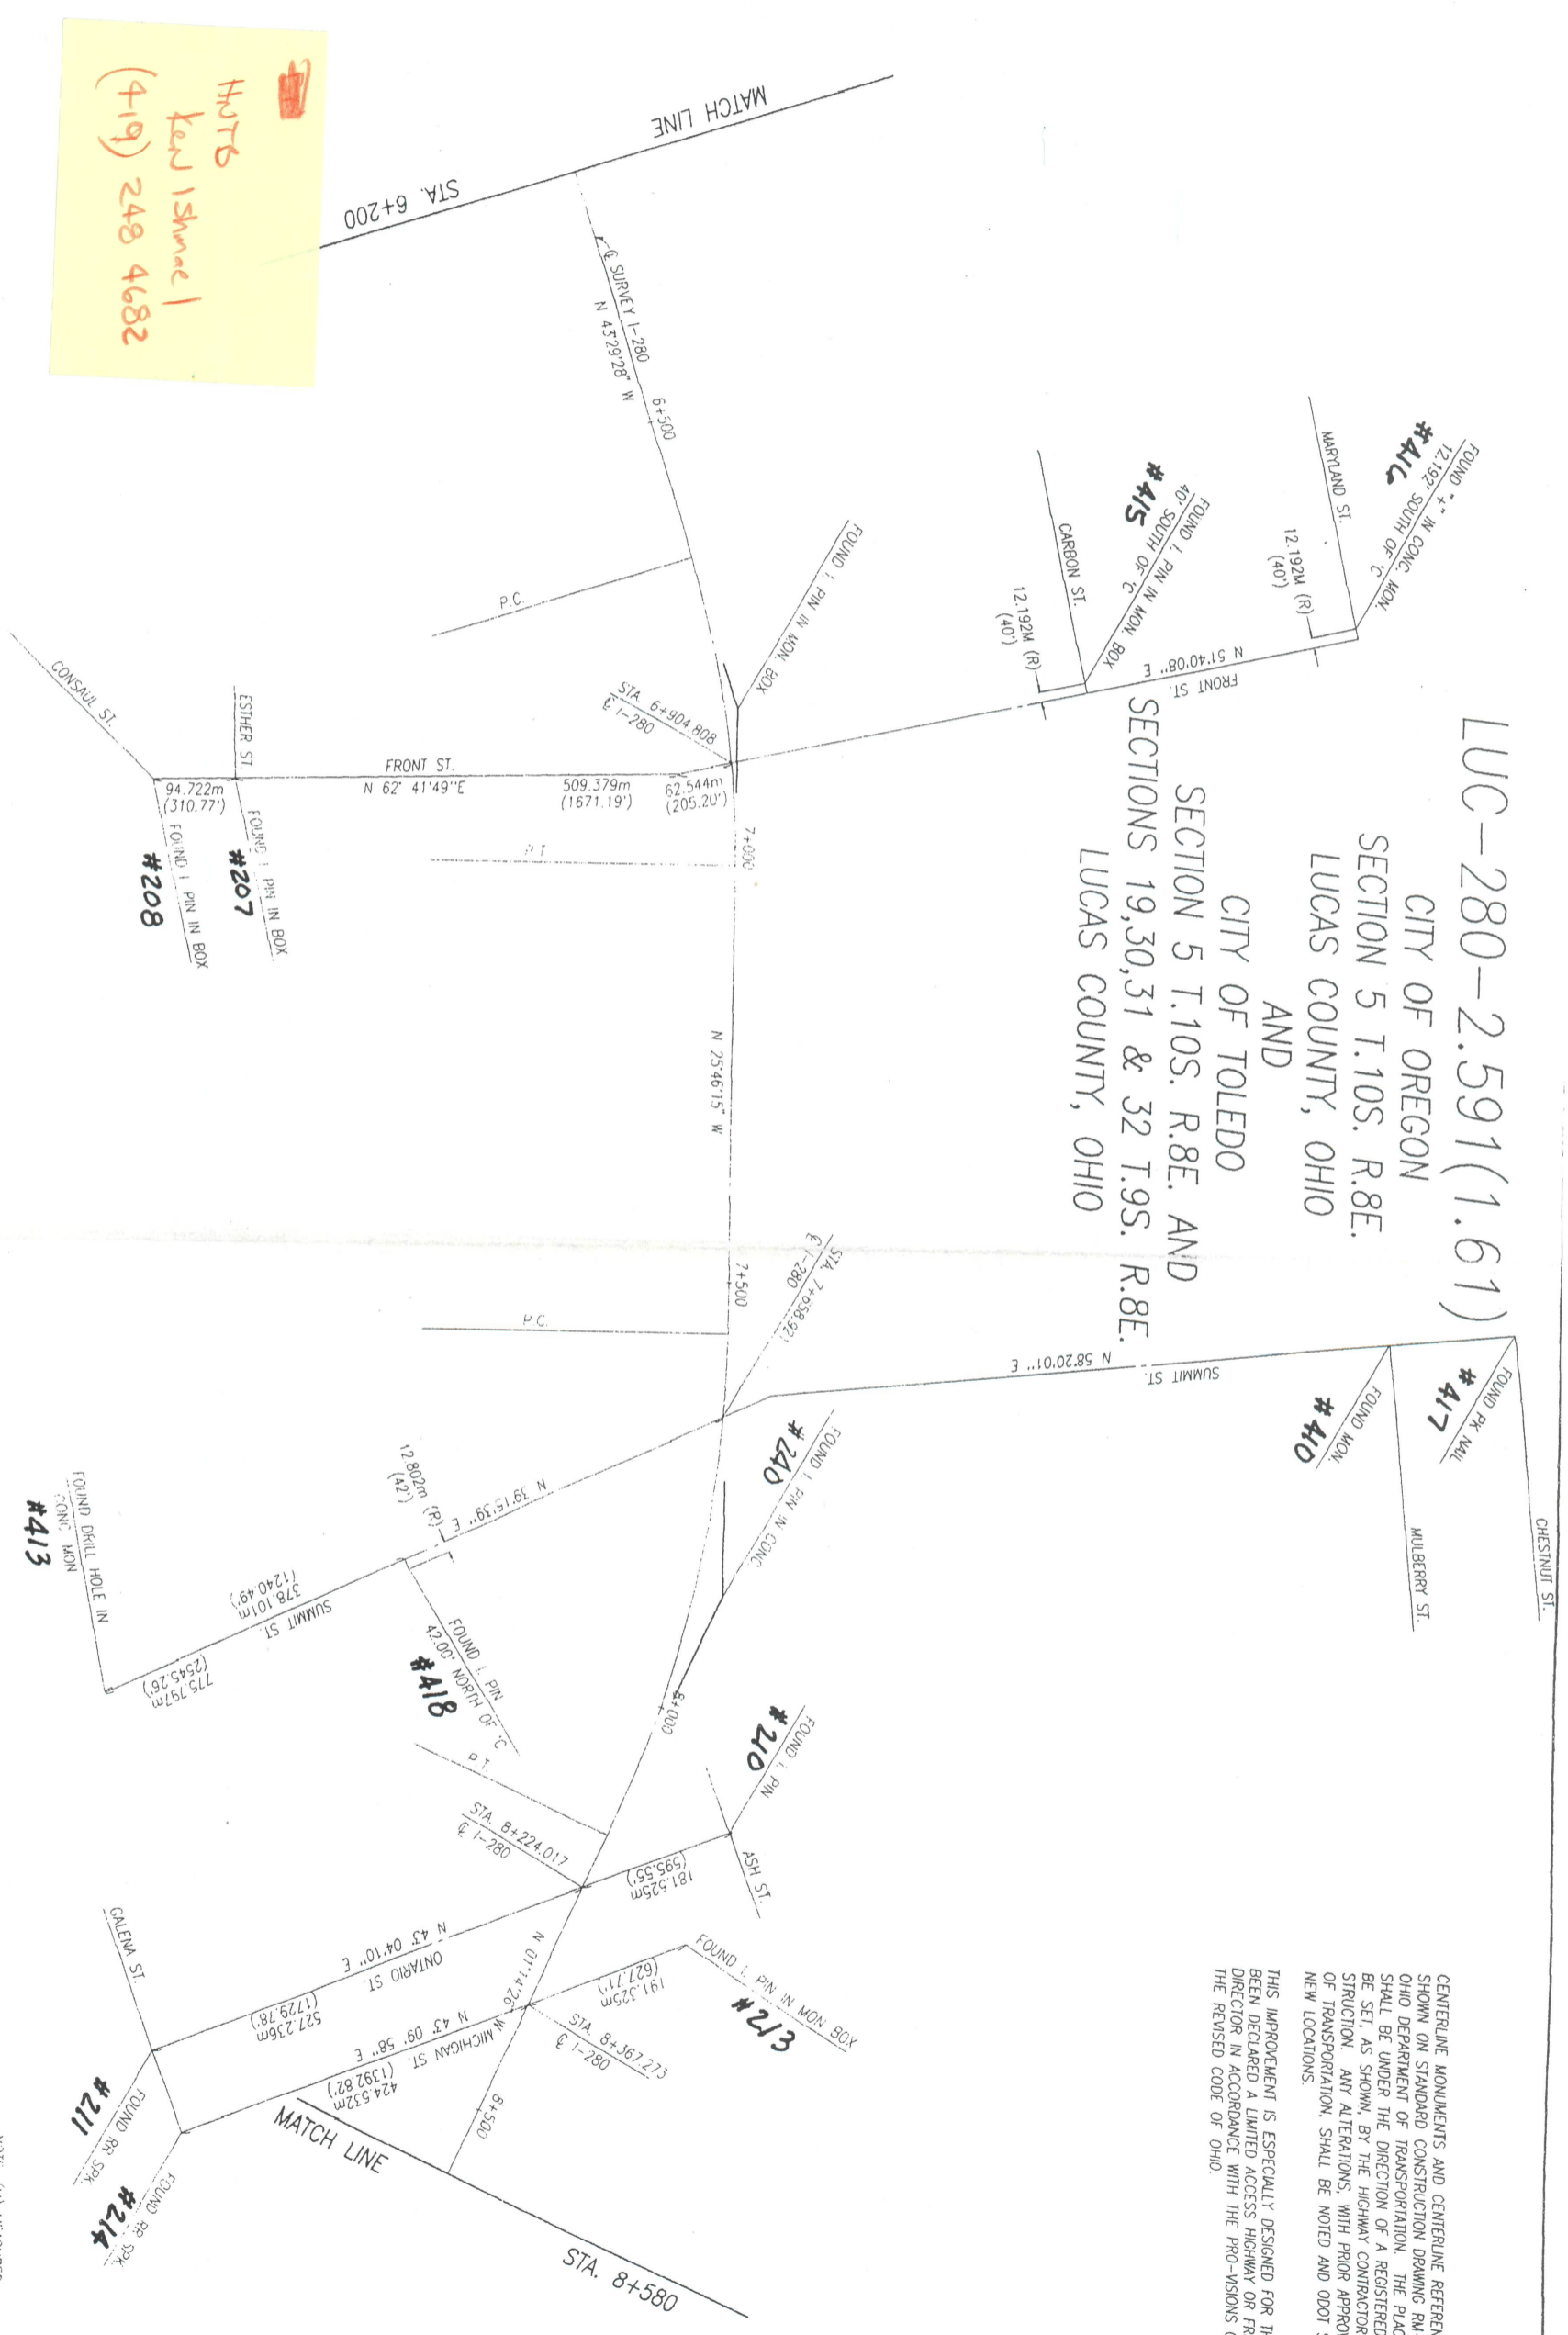 LUC-280-2.591(1.61)
CITY OF OREGON
SECTION 5 T.10S. R.8E.
LUCAS COUNTY, OHIO
AND
CITY OF TOLEDO
SECTION 5 T.10S. R.8E. AND
SECTIONS 19,30,31 & 32 T.9S. R.8E.
LUCAS COUNTY, OHIO
HNTB
Ken Ishmael
(419) 248 4682
MATCH LINE
STA. 6+200
℄ SURVEY I-280
N 43°29'28" W
6+500
P.C.
FOUND I. PIN IN MON. BOX
STA. 6+904.808
℄ I-280
MARYLAND ST.
FOUND "+" IN CONC. MON.
12.192' SOUTH OF ℄
#416
12.192M (R)
(40')
CARBON ST.
FOUND I. PIN IN MON. BOX
40' SOUTH OF ℄
#415
12.192M (R)
(40')
N 51°40'08" E
FRONT ST.
CONSAUL ST.
ESTHER ST.
FRONT ST.
N 62° 41'49"E
94.722m
(310.77')
509.379m
(1671.19')
62.544m
(205.20')
FOUND I PIN IN BOX
#207
FOUND I PIN IN BOX
#208
P.T.
7+000
N 25°46'15" W
7+500
P.C.
STA. 7+658.921
℄ I-280
N 58°20'01" E
SUMMIT ST.
FOUND PK NAIL
#417
FOUND MON.
#410
CHESTNUT ST.
MULBERRY ST.
FOUND I. PIN IN CONC
#240
N 39°15'39" E
12.802m (R)
(42')
SUMMIT ST.
378.101m
(1240.49')
775.797m
(2545.26')
FOUND DRILL HOLE IN
CONC MON
#413
FOUND I. PIN
42.00' NORTH OF ℄
#418
8+000
P.T.
FOUND I. PIN
#210
ASH ST.
181.525m
(595.55')
STA. 8+224.017
℄ I-280
N 43° 04'10" E
ONTARIO ST.
527.236m
(1729.78')
GALENA ST.
N 01°14'26" W
FOUND I. PIN IN MON BOX
#213
191.325m
(627.71')
STA. 8+367.273
℄ I-280
N 43° 09' 58" E
MICHIGAN ST.
424.532m
(1392.82')
8+500
FOUND RR SPK.
#211
FOUND RR SPK.
#214
MATCH LINE
STA. 8+580
CENTERLINE MONUMENTS AND CENTERLINE REFEREN
SHOWN ON STANDARD CONSTRUCTION DRAWING RM-
OHIO DEPARTMENT OF TRANSPORTATION. THE PLAC
SHALL BE UNDER THE DIRECTION OF A REGISTERED
BE SET, AS SHOWN, BY THE HIGHWAY CONTRACTOR
STRUCTION. ANY ALTERATIONS, WITH PRIOR APPRO
OF TRANSPORTATION, SHALL BE NOTED AND ODOT S
NEW LOCATIONS.
THIS IMPROVEMENT IS ESPECIALLY DESIGNED FOR TH
BEEN DECLARED A LIMITED ACCESS HIGHWAY OR FR
DIRECTOR IN ACCORDANCE WITH THE PRO-VISIONS
THE REVISED CODE OF OHIO.